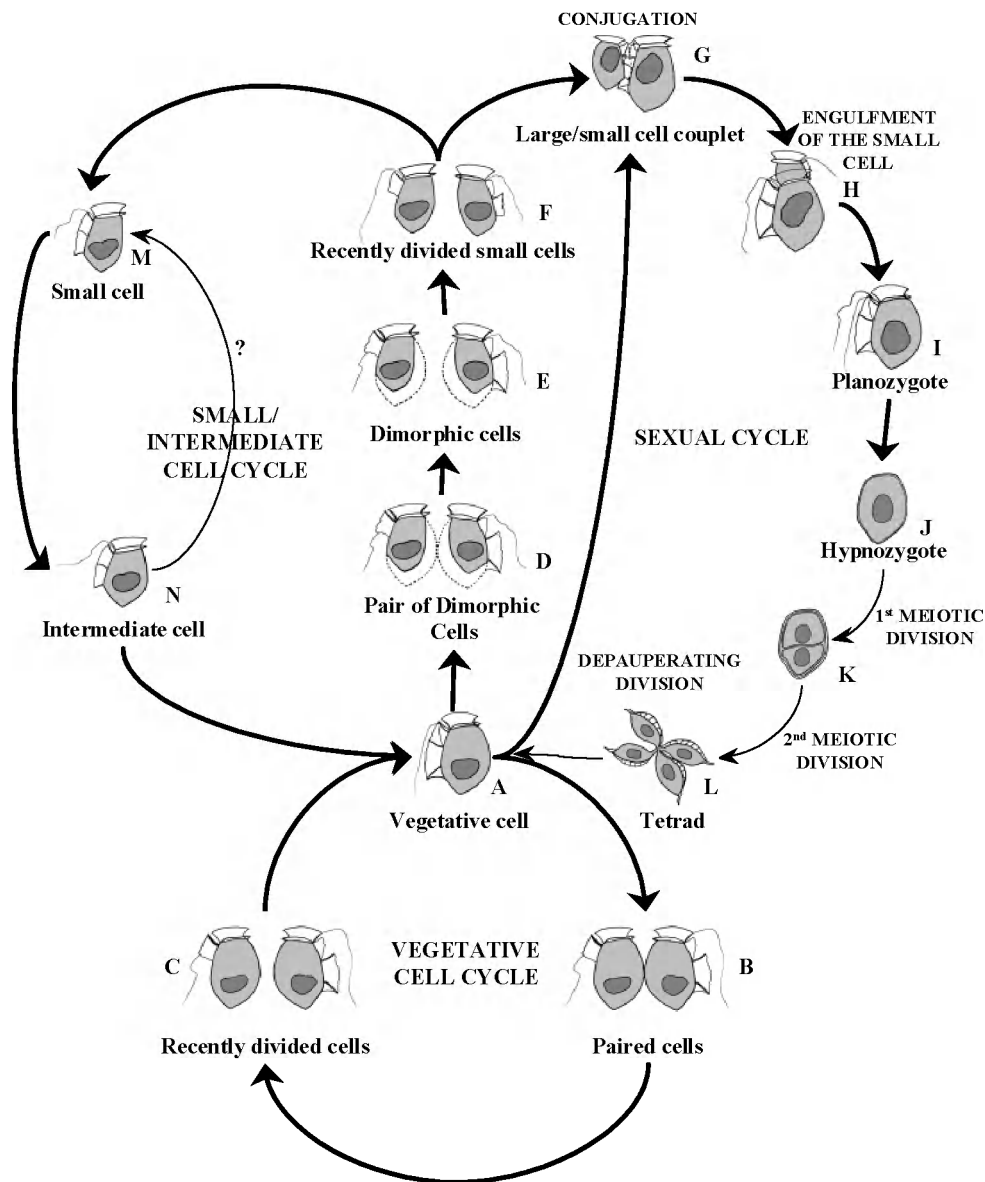 CONJUGATION
G
Large/small cell couplet
ENGULFMENT
OF THE SMALL
CELL
H
F
Recently divided small cells
M
Small cell
I
Planozygote
?
E
Dimorphic cells
SMALL/
INTERMEDIATE
CELL CYCLE
SEXUAL CYCLE
J
Hypnozygote
D
Pair of Dimorphic
Cells
N
Intermediate cell
1st MEIOTIC
DIVISION
K
DEPAUPERATING
DIVISION
2nd MEIOTIC
DIVISION
L
Tetrad
A
Vegetative cell
C
VEGETATIVE
CELL CYCLE
B
Recently divided cells
Paired cells